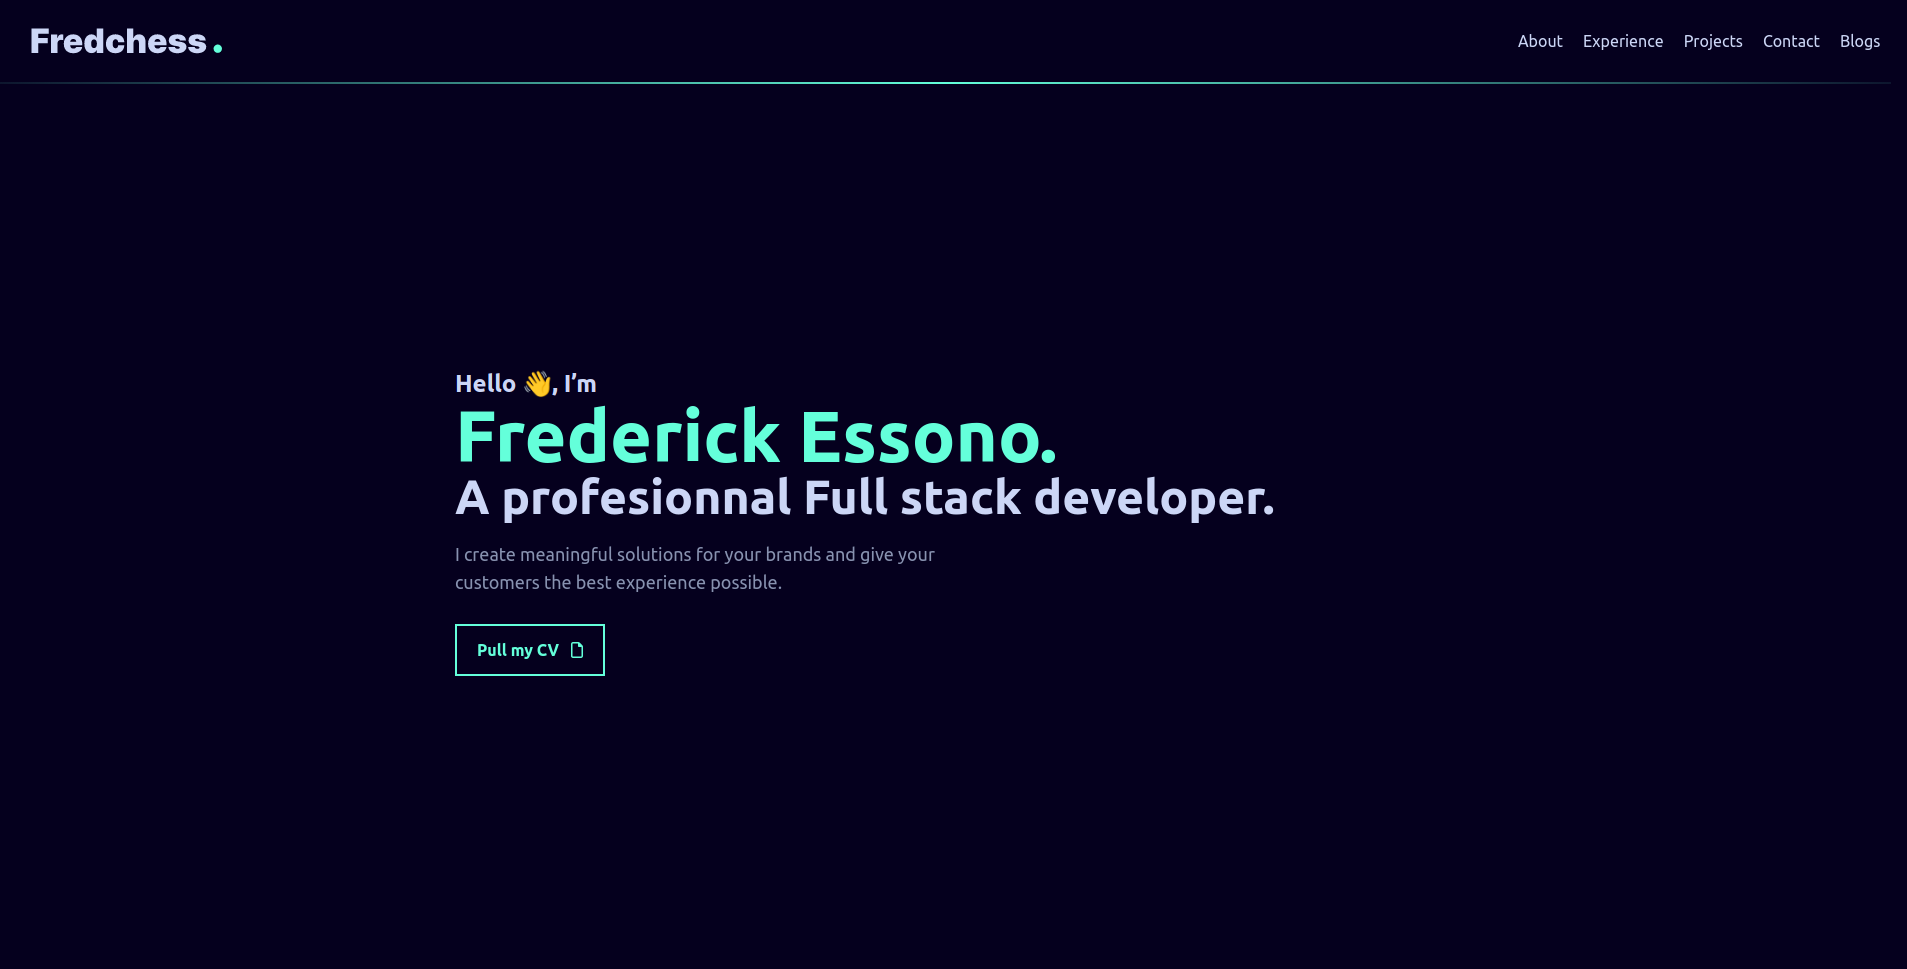 Fredchess.
About Experience Projects Contact Blogs
Hello 👋, I’m
Frederick Essono.
A profesionnal Full stack developer.
I create meaningful solutions for your brands and give your
customers the best experience possible.
Pull my CV